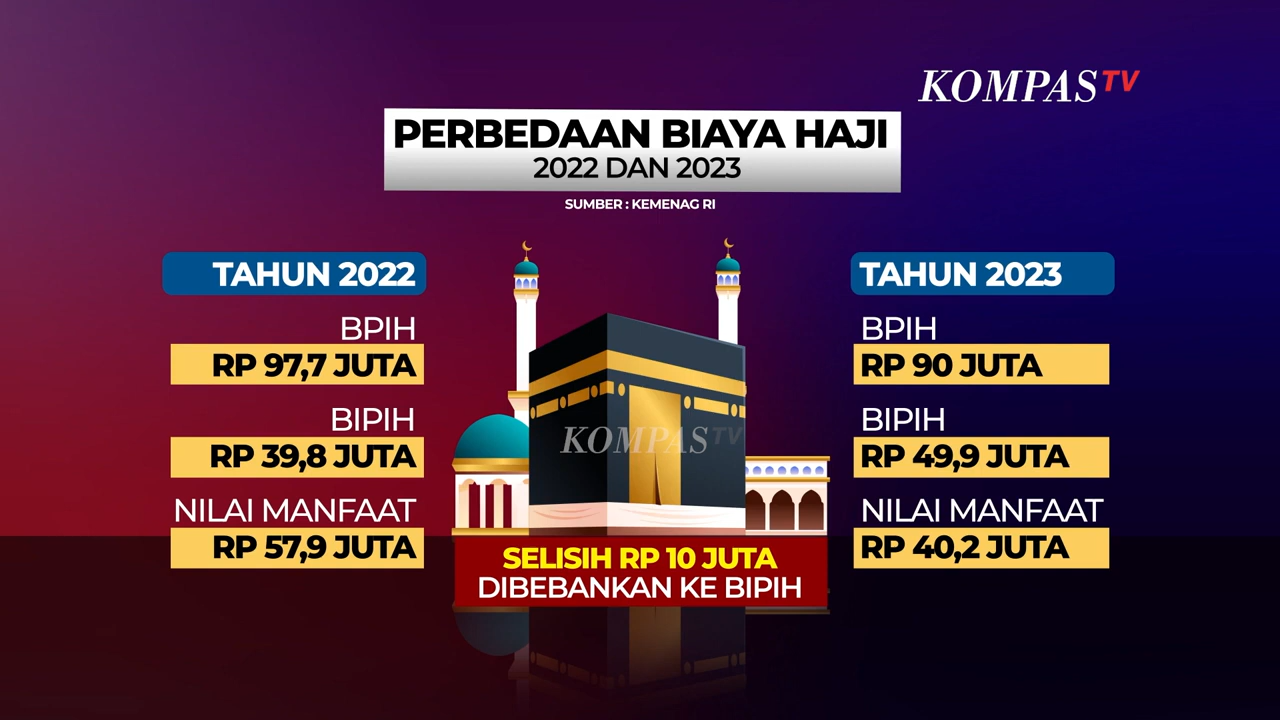 KOMPASTV
PERBEDAAN BIAYA HAJI
2022 DAN 2023
SUMBER : KEMENAG RI
TAHUN 2022
BPIH
RP 97,7 JUTA
BIPIH
RP 39,8 JUTA
NILAI MANFAAT
RP 57,9 JUTA
TAHUN 2023
BPIH
RP 90 JUTA
BIPIH
RP 49,9 JUTA
NILAI MANFAAT
RP 40,2 JUTA
KOMPASTV
SELISIH RP 10 JUTA
DIBEBANKAN KE BIPIH